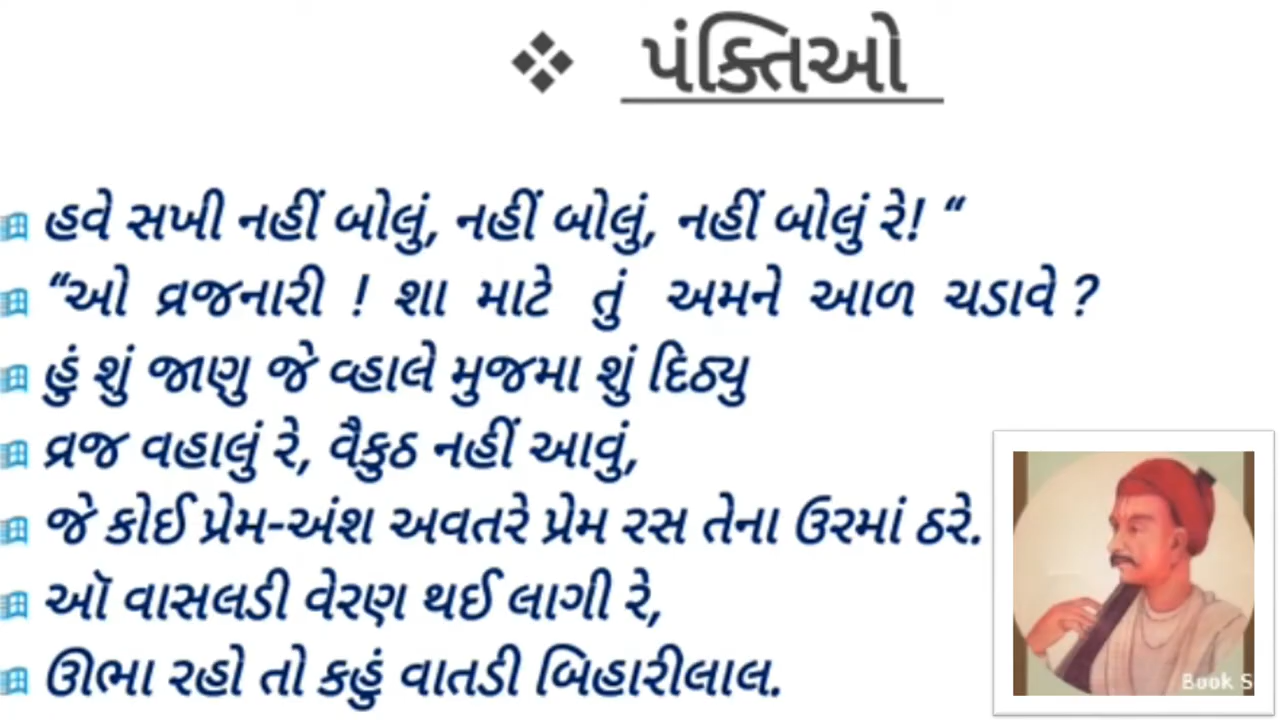 ❖ પંક્તિઓ
હવે સખી નહીં બોલું, નહીં બોલું, નહીં બોલું રે! “
“ઓ વ્રજનારી ! શા માટે તું અમને આળ ચડાવે ?
હું શું જાણુ જે વ્હાલે મુજમા શું દિઠ્યુ
વ્રજ વહાલું રે, વૈકુઠ નહીં આવું,
જે કોઈ પ્રેમ-અંશ અવતરે પ્રેમ રસ તેના ઉરમાં ઠરે.
ઑ વાસલડી વેરણ થઈ લાગી રે,
ઊભા રહો તો કહું વાતડી બિહારીલાલ.
Book S